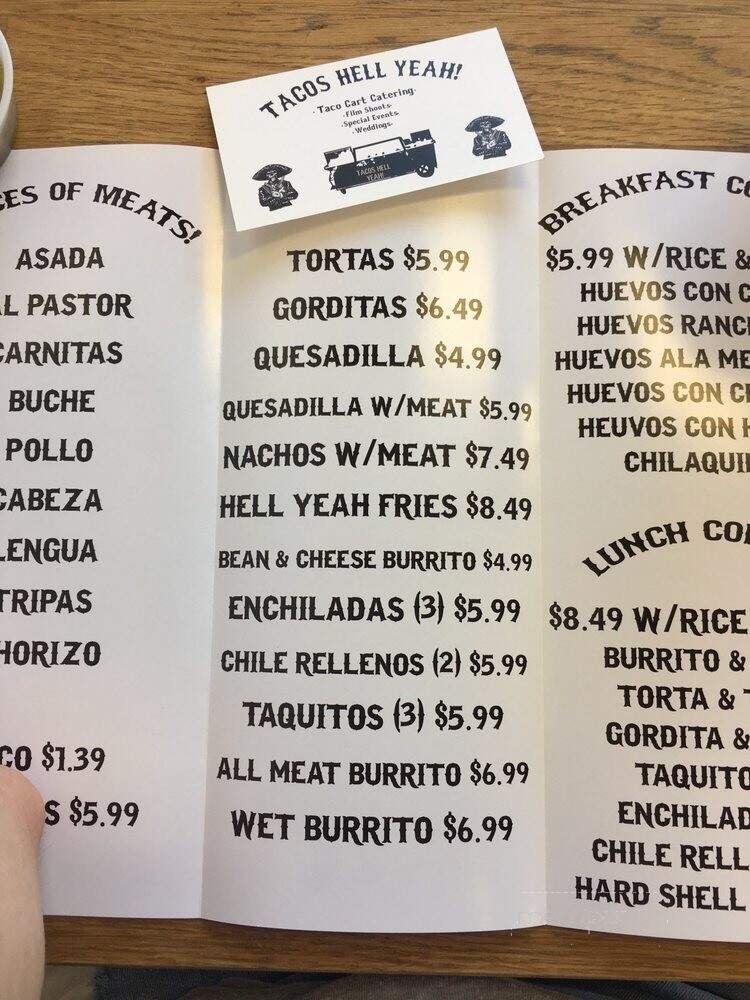 TACOS HELL YEAH!
· Taco Cart Catering·
·Film Shoots·
·Special Events·
·Weddings·
TACOS HELL
YEAH!
OF MEATS!
ASADA
PASTOR
CARNITAS
BUCHE
POLLO
CABEZA
LENGUA
TRIPAS
HORIZO
CO $1.39
S $5.99
TORTAS $5.99
GORDITAS $6.49
QUESADILLA $4.99
QUESADILLA W/MEAT $5.99
NACHOS W/MEAT $7.49
HELL YEAH FRIES $8.49
BEAN & CHEESE BURRITO $4.99
ENCHILADAS (3) $5.99
CHILE RELLENOS (2) $5.99
TAQUITOS (3) $5.99
ALL MEAT BURRITO $6.99
WET BURRITO $6.99
BREAKFAST CO
$5.99 W/RICE &
HUEVOS CON C
HUEVOS RANC
HUEVOS ALA ME
HUEVOS CON CH
HEUVOS CON H
CHILAQUI
LUNCH CO
$8.49 W/RICE
BURRITO &
TORTA &
GORDITA &
TAQUITO
ENCHILAD
CHILE RELL
HARD SHELL